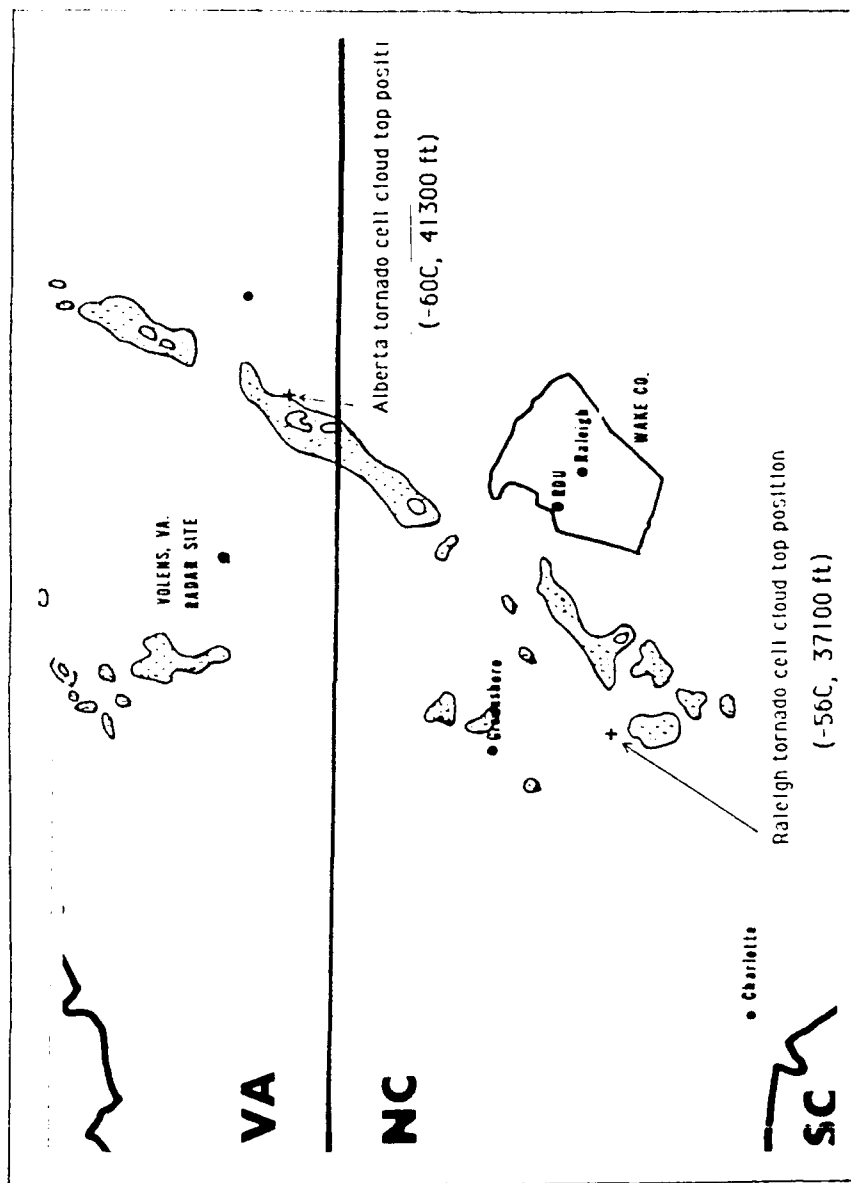 VOLENS, VA.
RADAR SITE
VA
Alberta tornado cell cloud top positi
(-60C, 41300 ft)
NC
Greensboro
RDU
Raleigh
WAKE CO.
Raleigh tornado cell cloud top position
(-56C, 37100 ft)
Charlotte
SC